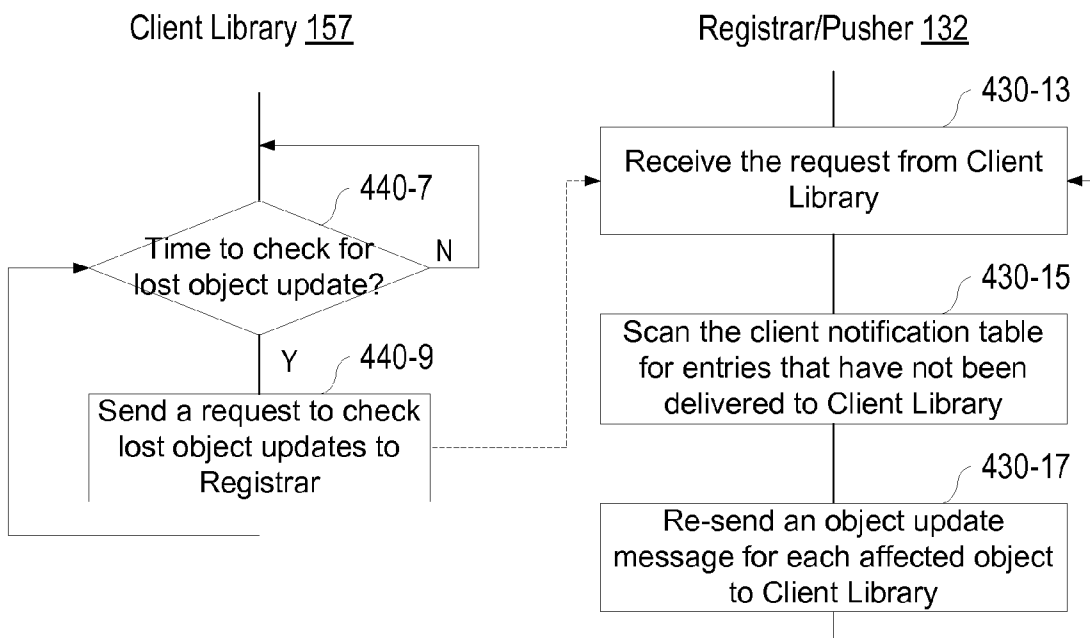 Client Library 157
Registrar/Pusher 132
430-13
Receive the request from Client
Library
440-7
Time to check for
lost object update?
N
Y
430-15
Scan the client notification table
for entries that have not been
delivered to Client Library
440-9
Send a request to check
lost object updates to
Registrar
430-17
Re-send an object update
message for each affected object
to Client Library